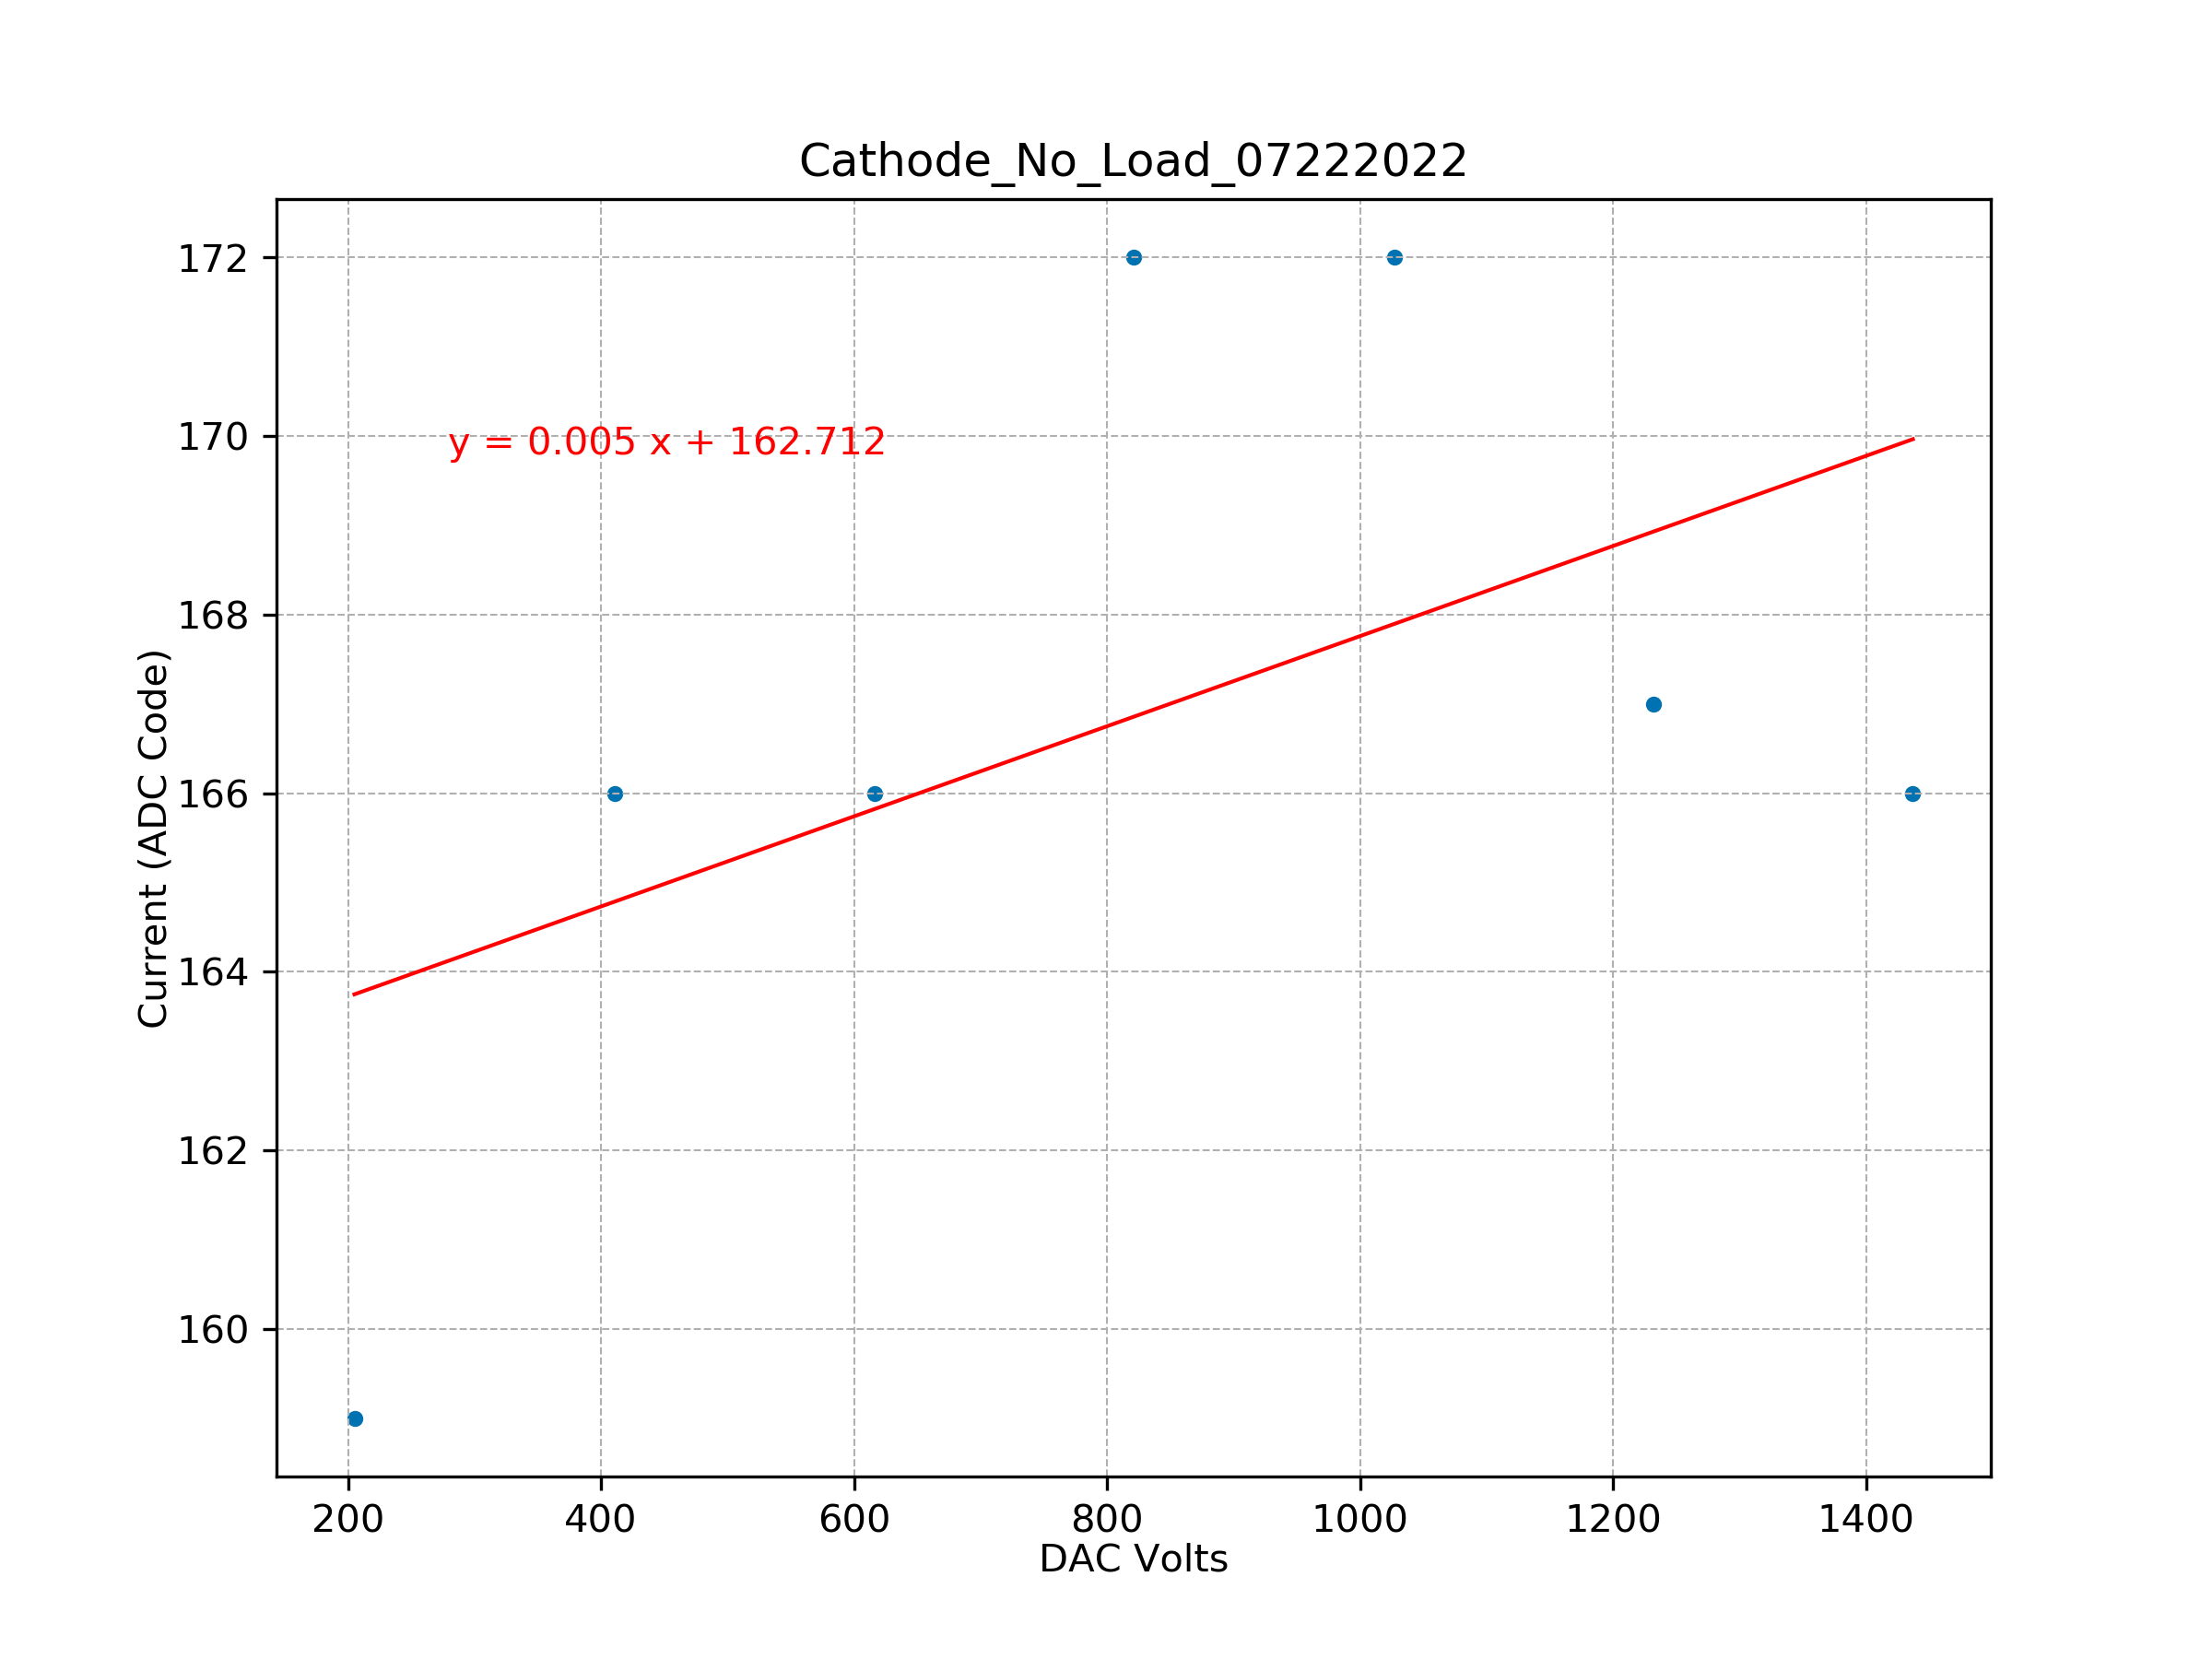 Cathode_No_Load_07222022
172
170
y = 0.005 x + 162.712
168
166
164
162
160
Current (ADC Code)
200 400 600 800 1000 1200 1400
DAC Volts